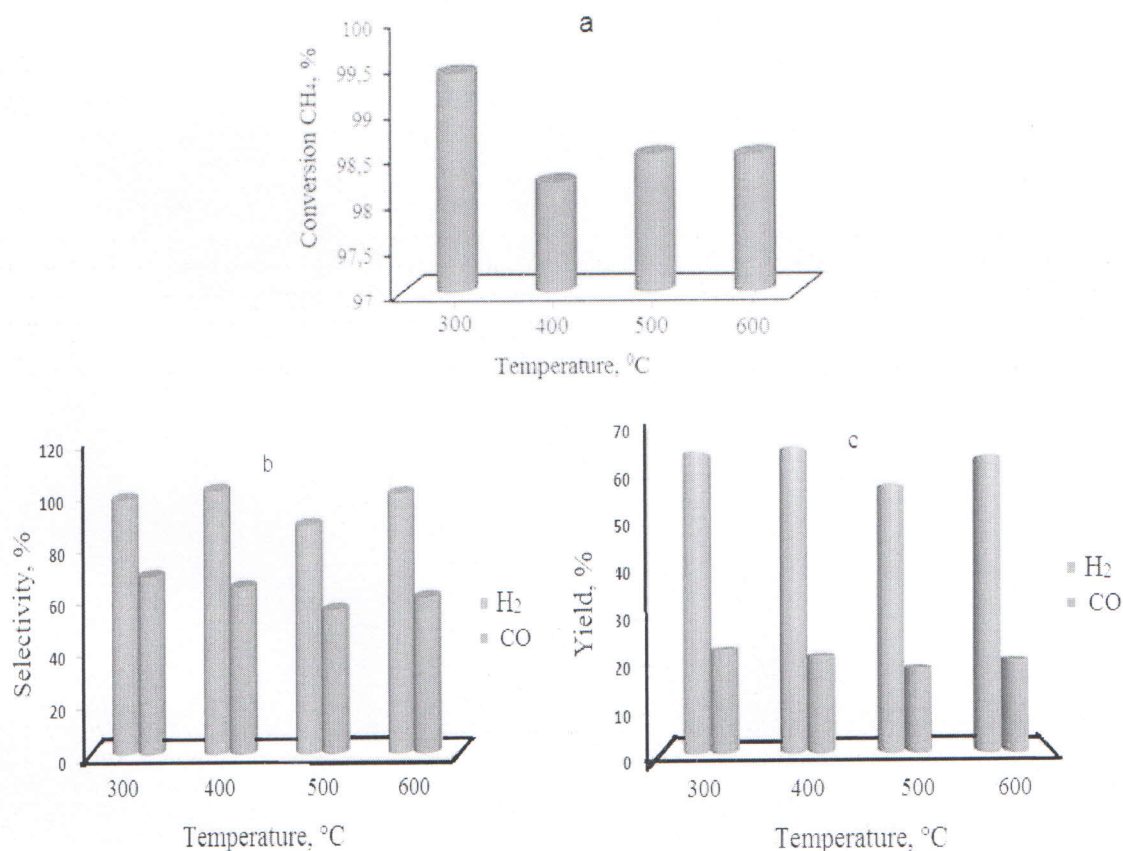 a
Conversion CH₄, %
100
99,5
99
98,5
98
97,5
97
300 400 500 600
Temperature, ⁰C
b
Selectivity, %
120
100
80
60
40
20
0
300 400 500 600
Temperature, °C
H₂
CO
c
Yield, %
70
60
50
40
30
20
10
0
300 400 500 600
Temperature, °C
H₂
CO